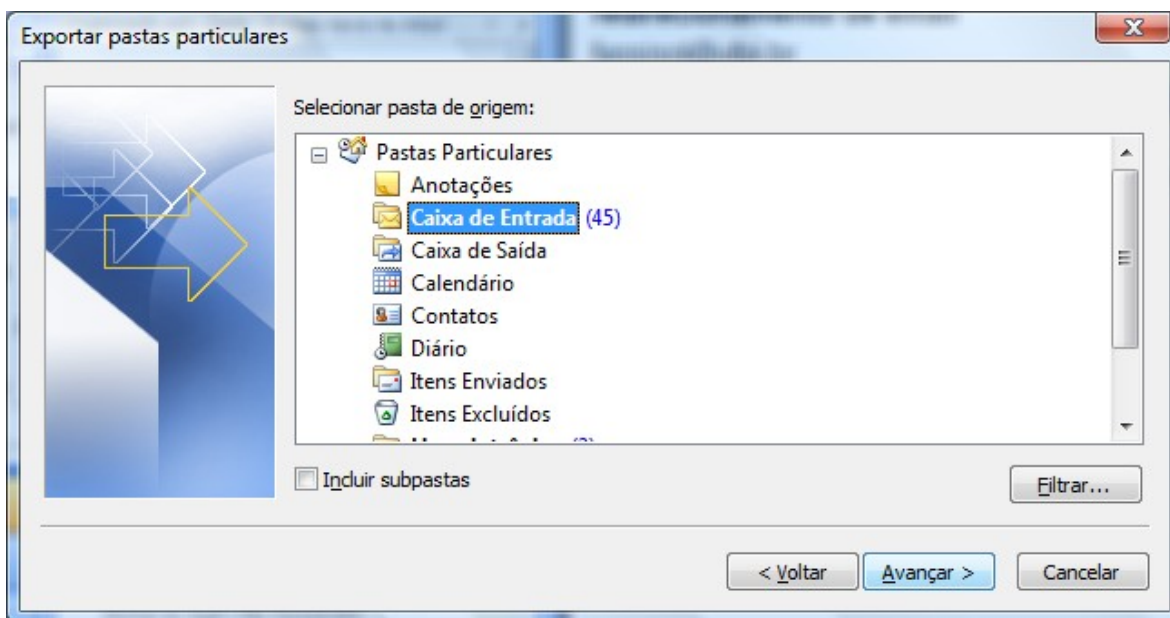 Exportar pastas particulares
Selecionar pasta de origem:
Pastas Particulares
Anotações
Caixa de Entrada (45)
Caixa de Saída
Calendário
Contatos
Diário
Itens Enviados
Itens Excluídos
Incluir subpastas
Filtrar...
< Voltar
Avançar >
Cancelar